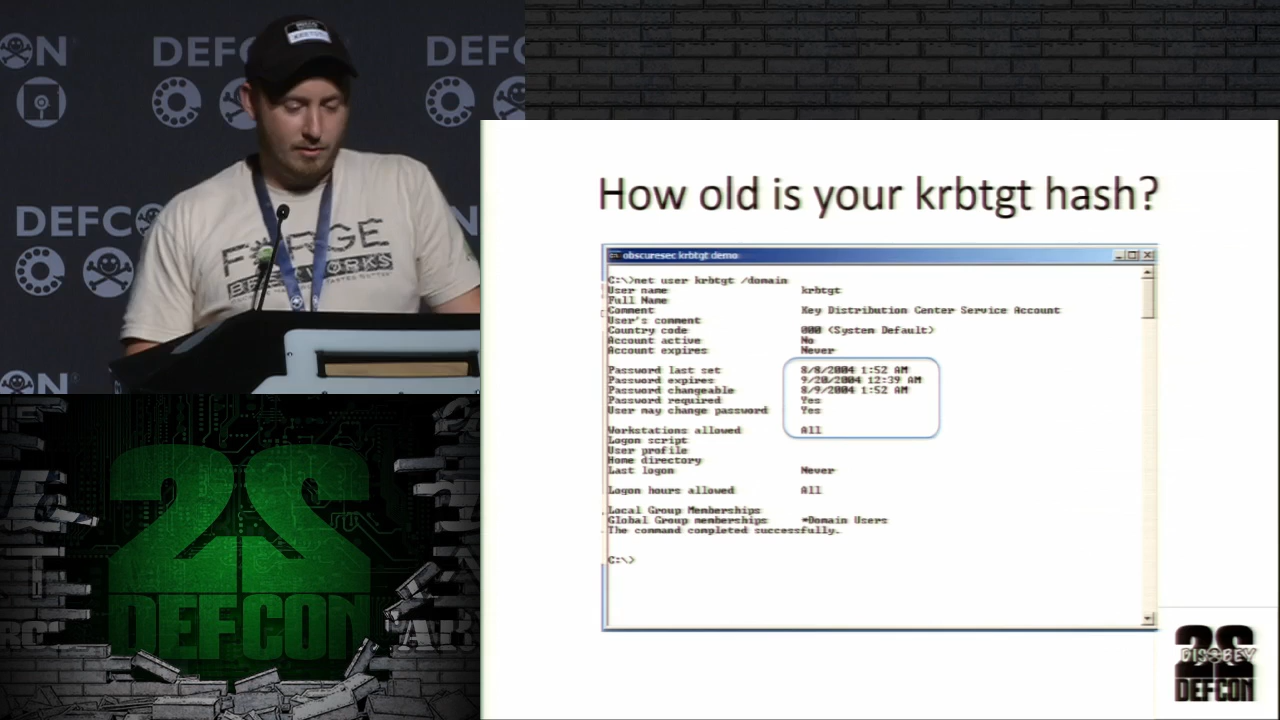 DEFCON
FORGE
How old is your krbtgt hash?
obscuresec krbtgt demo
C:\>net user krbtgt /domain
User name krbtgt
Full Name
Comment Key Distribution Center Service Account
User's comment
Country code 000 (System Default)
Account active No
Account expires Never
Password last set 8/8/2004 1:52 AM
Password expires 9/20/2004 12:39 AM
Password changeable 8/9/2004 1:52 AM
Password required Yes
User may change password Yes
Workstations allowed All
Logon script
User profile
Home directory
Last logon Never
Logon hours allowed All
Local Group Memberships
Global Group memberships *Domain Users
The command completed successfully.
C:\>
22
DEFCON
22
DISOBEY
DEFCON